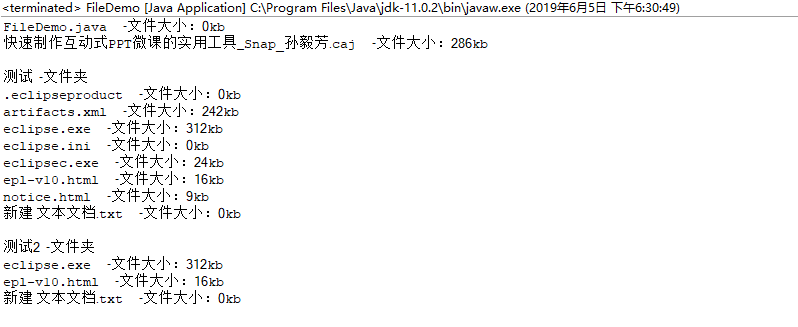 <terminated> FileDemo [Java Application] C:\Program Files\Java\jdk-11.0.2\bin\javaw.exe (2019年6月5日 下午6:30:49)
FileDemo.java  -文件大小：0kb
快速制作互动式PPT微课的实用工具_Snap_孙毅芳.caj  -文件大小：286kb
测试 -文件夹
.eclipseproduct  -文件大小：0kb
artifacts.xml  -文件大小：242kb
eclipse.exe  -文件大小：312kb
eclipse.ini  -文件大小：0kb
eclipsec.exe  -文件大小：24kb
epl-v10.html  -文件大小：16kb
notice.html  -文件大小：9kb
新建 文本文档.txt  -文件大小：0kb
测试2 -文件夹
eclipse.exe  -文件大小：312kb
epl-v10.html  -文件大小：16kb
新建 文本文档.txt  -文件大小：0kb